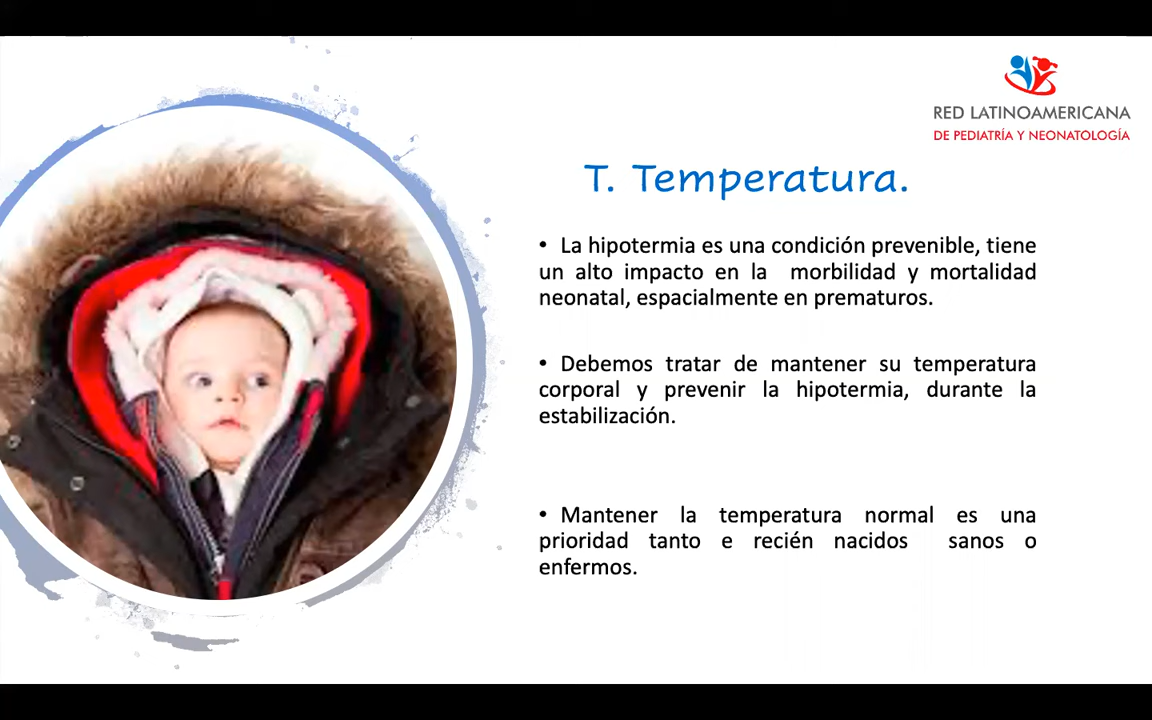 RED LATINOAMERICANA
DE PEDIATRÍA Y NEONATOLOGÍA
T. Temperatura.
• La hipotermia es una condición prevenible, tiene
un alto impacto en la morbilidad y mortalidad
neonatal, espacialmente en prematuros.
• Debemos tratar de mantener su temperatura
corporal y prevenir la hipotermia, durante la
estabilización.
• Mantener la temperatura normal es una
prioridad tanto e recién nacidos sanos o
enfermos.